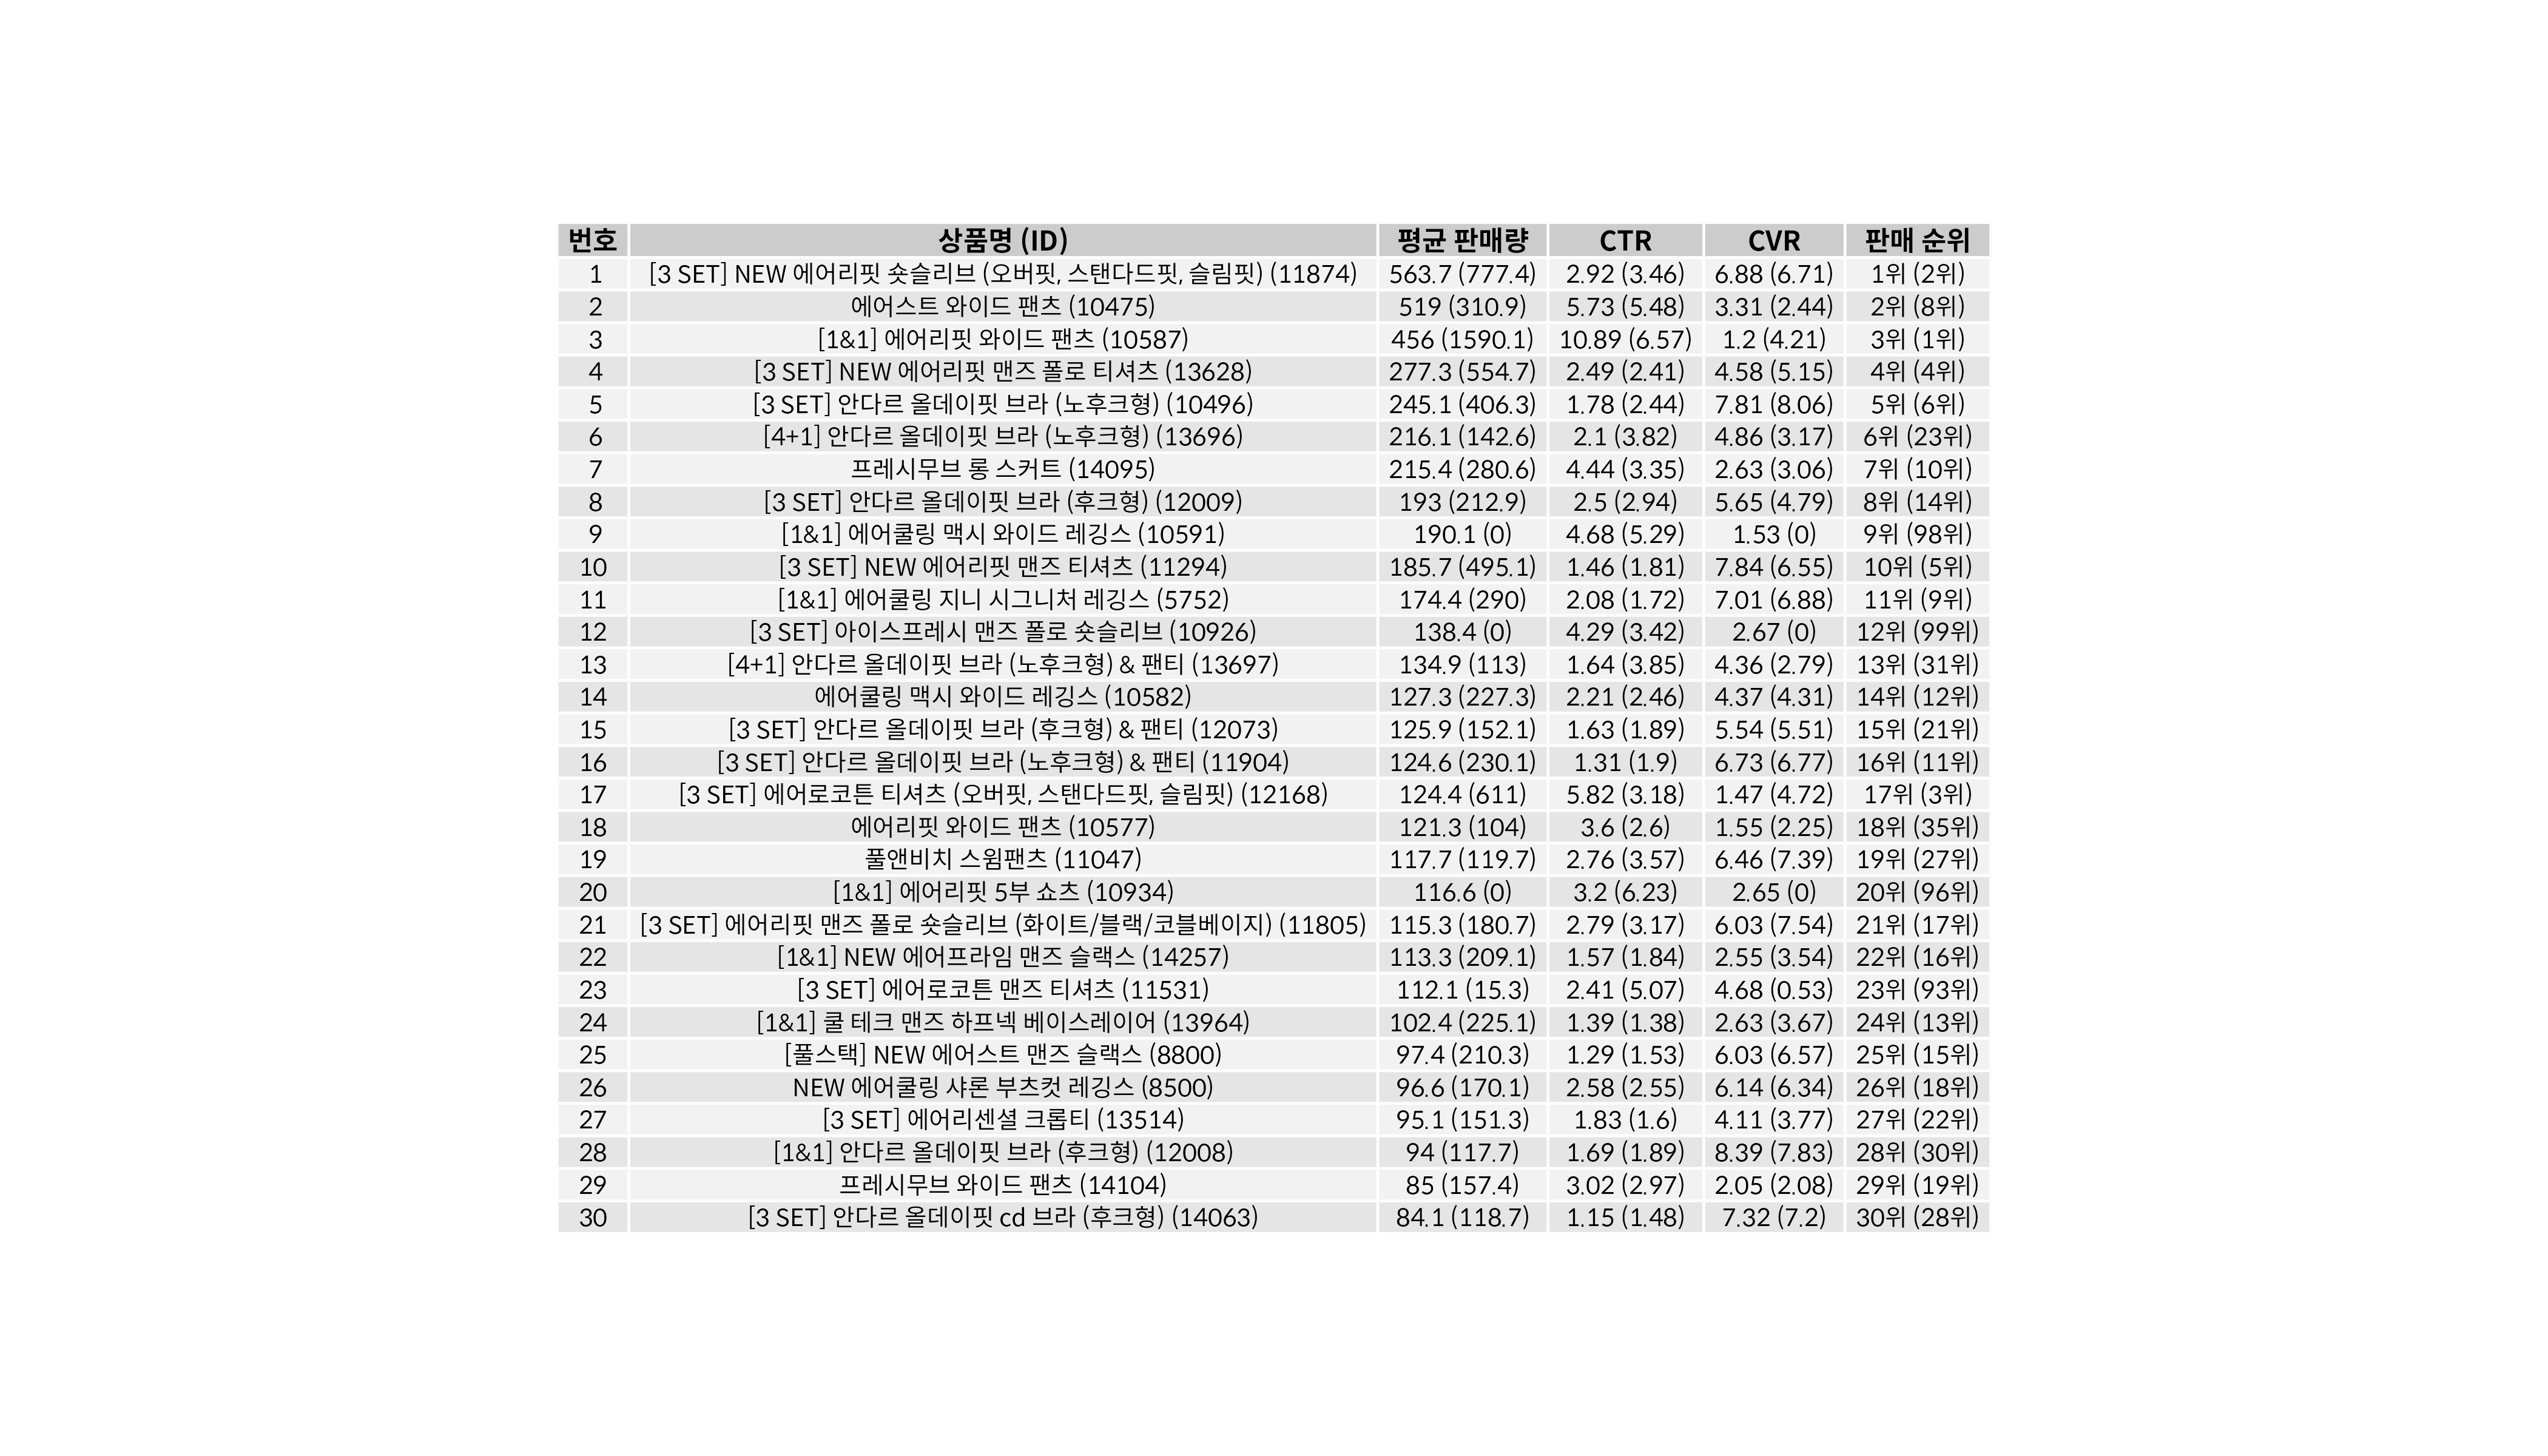 번호 상품명 (ID) 평균 판매량 CTR CVR 판매 순위
1 [3 SET] NEW 에어리핏 숏슬리브 (오버핏, 스탠다드핏, 슬림핏) (11874) 563.7 (777.4) 2.92 (3.46) 6.88 (6.71) 1위 (2위)
2 에어스트 와이드 팬츠 (10475) 519 (310.9) 5.73 (5.48) 3.31 (2.44) 2위 (8위)
3 [1&1] 에어리핏 와이드 팬츠 (10587) 456 (1590.1) 10.89 (6.57) 1.2 (4.21) 3위 (1위)
4 [3 SET] NEW 에어리핏 맨즈 폴로 티셔츠 (13628) 277.3 (554.7) 2.49 (2.41) 4.58 (5.15) 4위 (4위)
5 [3 SET] 안다르 올데이핏 브라 (노후크형) (10496) 245.1 (406.3) 1.78 (2.44) 7.81 (8.06) 5위 (6위)
6 [4+1] 안다르 올데이핏 브라 (노후크형) (13696) 216.1 (142.6) 2.1 (3.82) 4.86 (3.17) 6위 (23위)
7 프레시무브 롱 스커트 (14095) 215.4 (280.6) 4.44 (3.35) 2.63 (3.06) 7위 (10위)
8 [3 SET] 안다르 올데이핏 브라 (후크형) (12009) 193 (212.9) 2.5 (2.94) 5.65 (4.79) 8위 (14위)
9 [1&1] 에어쿨링 맥시 와이드 레깅스 (10591) 190.1 (0) 4.68 (5.29) 1.53 (0) 9위 (98위)
10 [3 SET] NEW 에어리핏 맨즈 티셔츠 (11294) 185.7 (495.1) 1.46 (1.81) 7.84 (6.55) 10위 (5위)
11 [1&1] 에어쿨링 지니 시그니처 레깅스 (5752) 174.4 (290) 2.08 (1.72) 7.01 (6.88) 11위 (9위)
12 [3 SET] 아이스프레시 맨즈 폴로 숏슬리브 (10926) 138.4 (0) 4.29 (3.42) 2.67 (0) 12위 (99위)
13 [4+1] 안다르 올데이핏 브라 (노후크형) & 팬티 (13697) 134.9 (113) 1.64 (3.85) 4.36 (2.79) 13위 (31위)
14 에어쿨링 맥시 와이드 레깅스 (10582) 127.3 (227.3) 2.21 (2.46) 4.37 (4.31) 14위 (12위)
15 [3 SET] 안다르 올데이핏 브라 (후크형) & 팬티 (12073) 125.9 (152.1) 1.63 (1.89) 5.54 (5.51) 15위 (21위)
16 [3 SET] 안다르 올데이핏 브라 (노후크형) & 팬티 (11904) 124.6 (230.1) 1.31 (1.9) 6.73 (6.77) 16위 (11위)
17 [3 SET] 에어로코튼 티셔츠 (오버핏, 스탠다드핏, 슬림핏) (12168) 124.4 (611) 5.82 (3.18) 1.47 (4.72) 17위 (3위)
18 에어리핏 와이드 팬츠 (10577) 121.3 (104) 3.6 (2.6) 1.55 (2.25) 18위 (35위)
19 풀앤비치 스윔팬츠 (11047) 117.7 (119.7) 2.76 (3.57) 6.46 (7.39) 19위 (27위)
20 [1&1] 에어리핏 5부 쇼츠 (10934) 116.6 (0) 3.2 (6.23) 2.65 (0) 20위 (96위)
21 [3 SET] 에어리핏 맨즈 폴로 숏슬리브 (화이트/블랙/코블베이지) (11805) 115.3 (180.7) 2.79 (3.17) 6.03 (7.54) 21위 (17위)
22 [1&1] NEW 에어프라임 맨즈 슬랙스 (14257) 113.3 (209.1) 1.57 (1.84) 2.55 (3.54) 22위 (16위)
23 [3 SET] 에어로코튼 맨즈 티셔츠 (11531) 112.1 (15.3) 2.41 (5.07) 4.68 (0.53) 23위 (93위)
24 [1&1] 쿨 테크 맨즈 하프넥 베이스레이어 (13964) 102.4 (225.1) 1.39 (1.38) 2.63 (3.67) 24위 (13위)
25 [풀스택] NEW 에어스트 맨즈 슬랙스 (8800) 97.4 (210.3) 1.29 (1.53) 6.03 (6.57) 25위 (15위)
26 NEW 에어쿨링 샤론 부츠컷 레깅스 (8500) 96.6 (170.1) 2.58 (2.55) 6.14 (6.34) 26위 (18위)
27 [3 SET] 에어리센셜 크롭티 (13514) 95.1 (151.3) 1.83 (1.6) 4.11 (3.77) 27위 (22위)
28 [1&1] 안다르 올데이핏 브라 (후크형) (12008) 94 (117.7) 1.69 (1.89) 8.39 (7.83) 28위 (30위)
29 프레시무브 와이드 팬츠 (14104) 85 (157.4) 3.02 (2.97) 2.05 (2.08) 29위 (19위)
30 [3 SET] 안다르 올데이핏 cd 브라 (후크형) (14063) 84.1 (118.7) 1.15 (1.48) 7.32 (7.2) 30위 (28위)